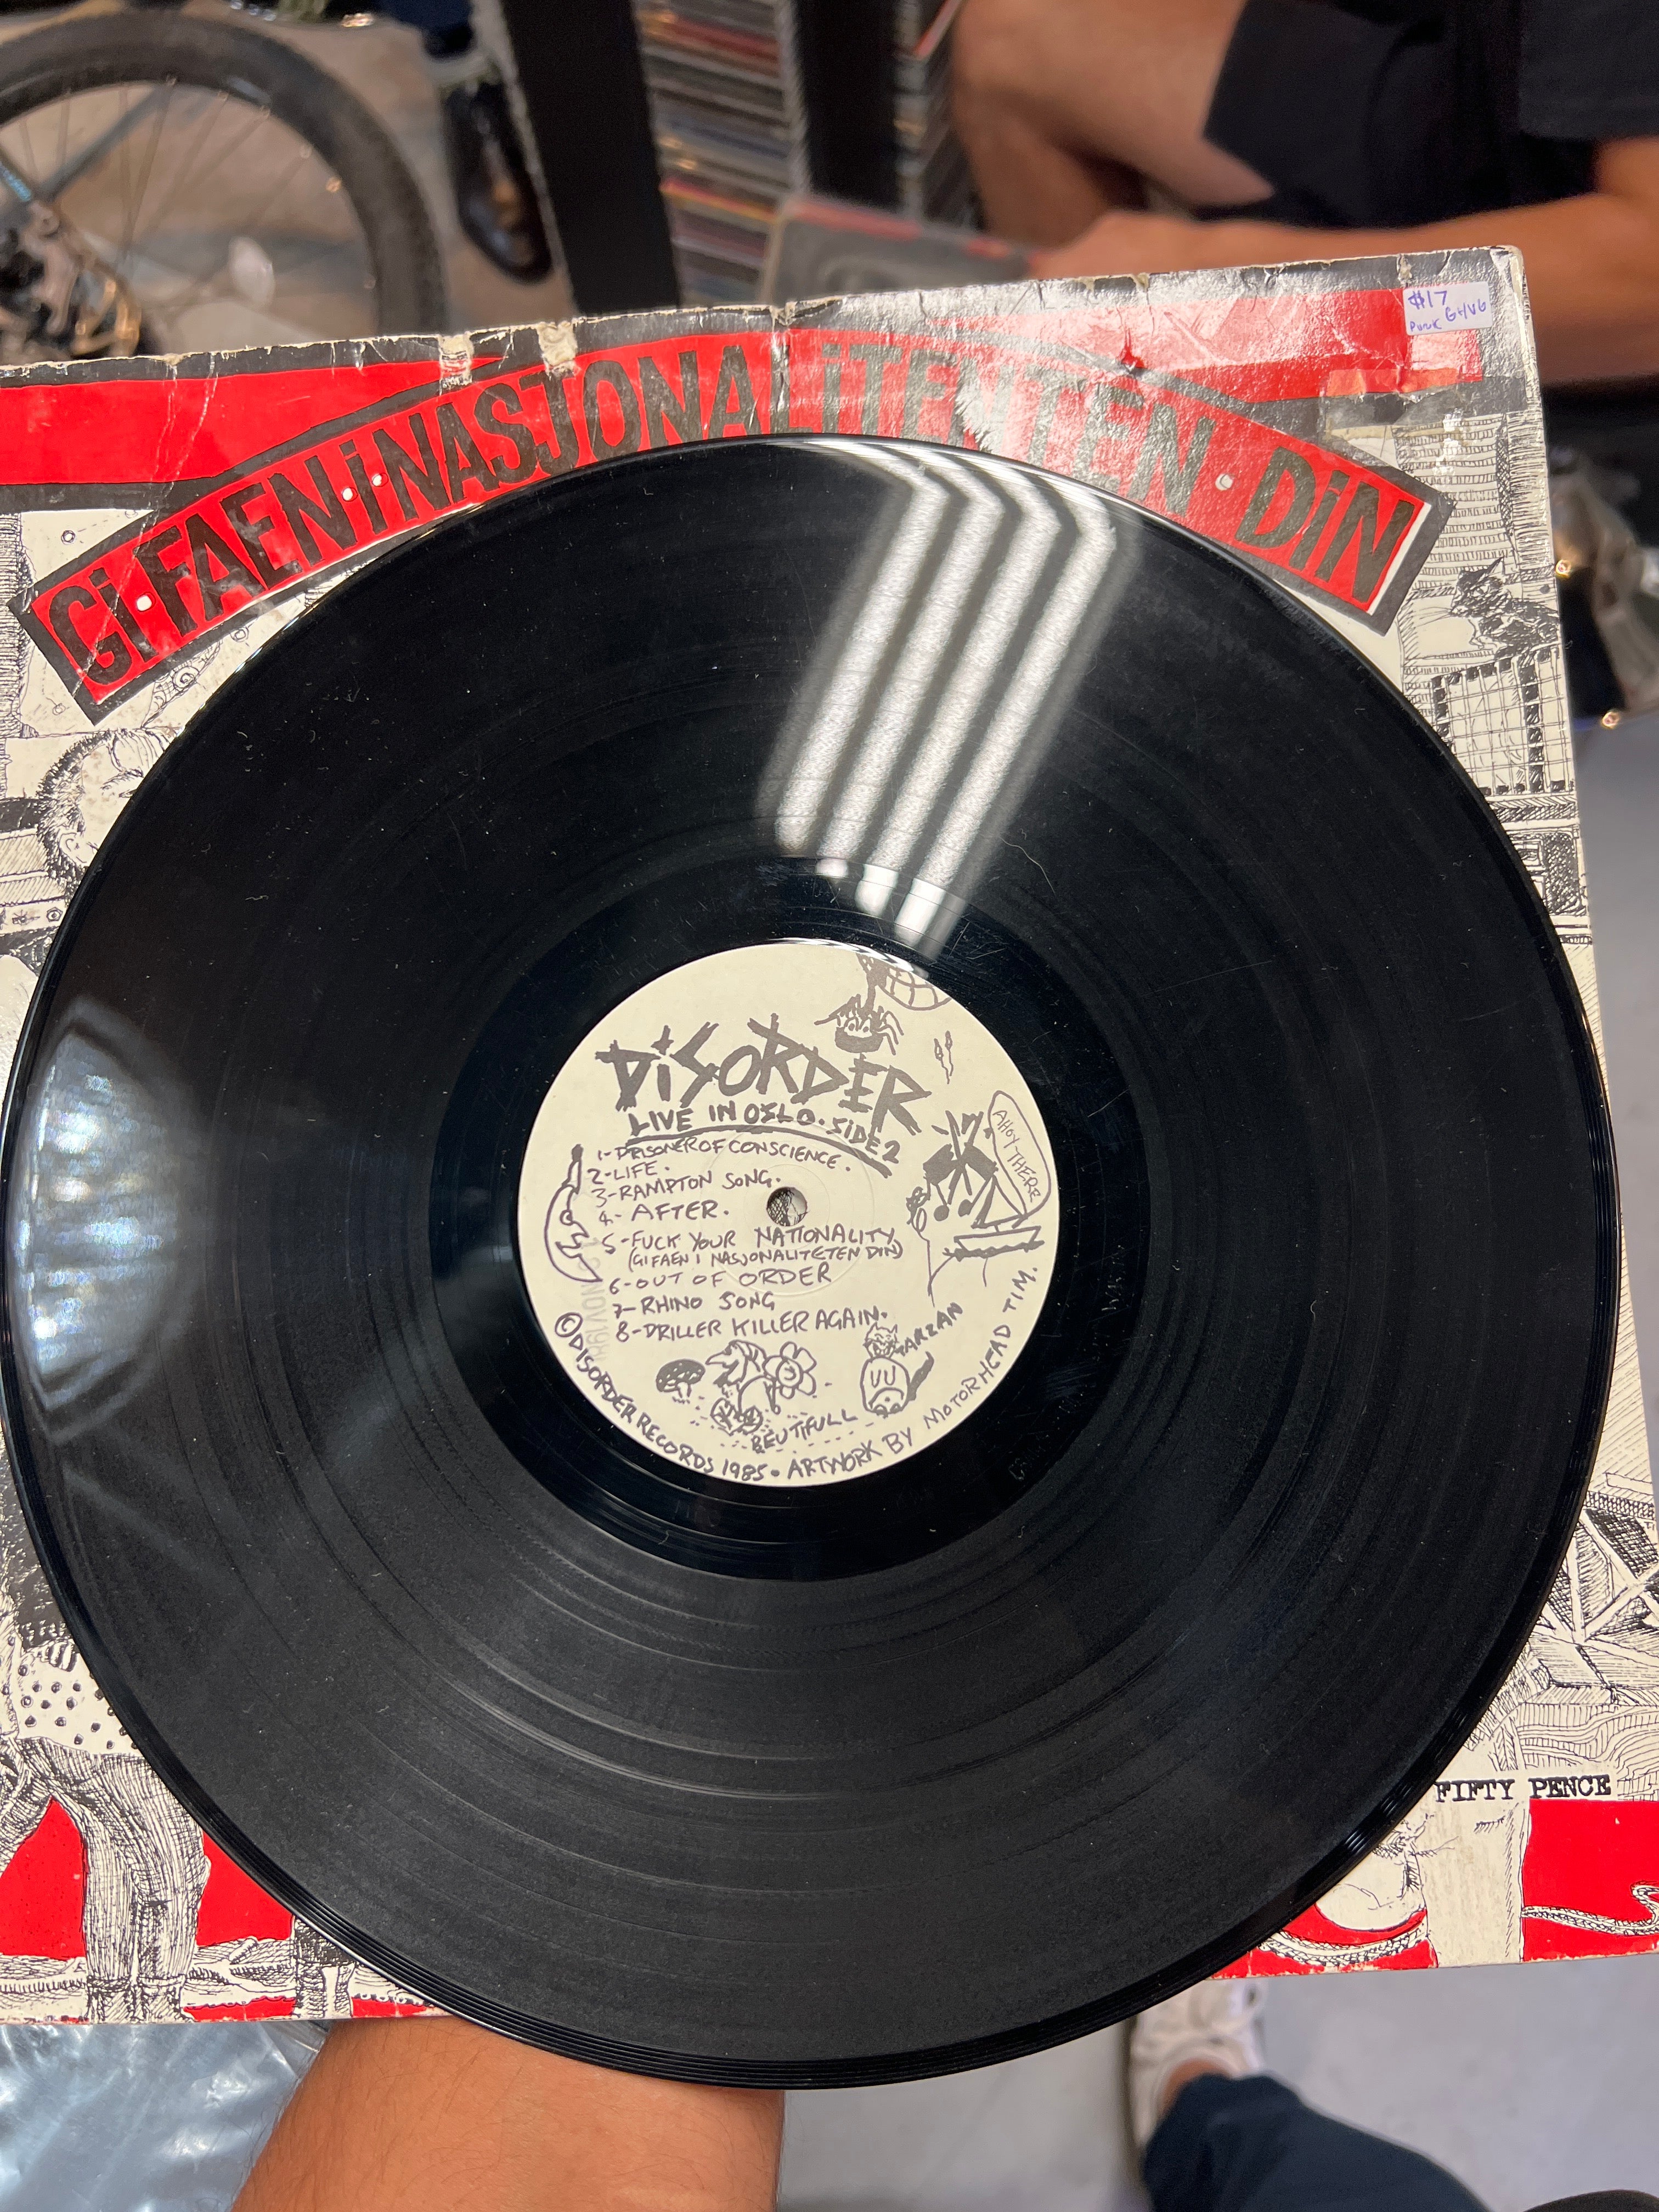 $17
PUNK G+/VG
Gi·FAEN·i·NASJONALiTETEN·DiN
DiSORDER
LIVE IN OSLO. SIDE 2
AHOY THERE
1-PRISONER OF CONSCIENCE.
2-LIFE.
3-RAMPTON SONG.
4-AFTER.
5-FUCK YOUR NATIONALITY
(GI FAEN I NASJONALITETEN DIN)
6-OUT OF ORDER
7-RHINO SONG
8-DRILLER KILLER AGAIN.
TARZAN
BEUTIFULL
©DISORDER RECORDS 1985. ARTWORK BY MOTORHEAD TIM.
FIFTY PENCE